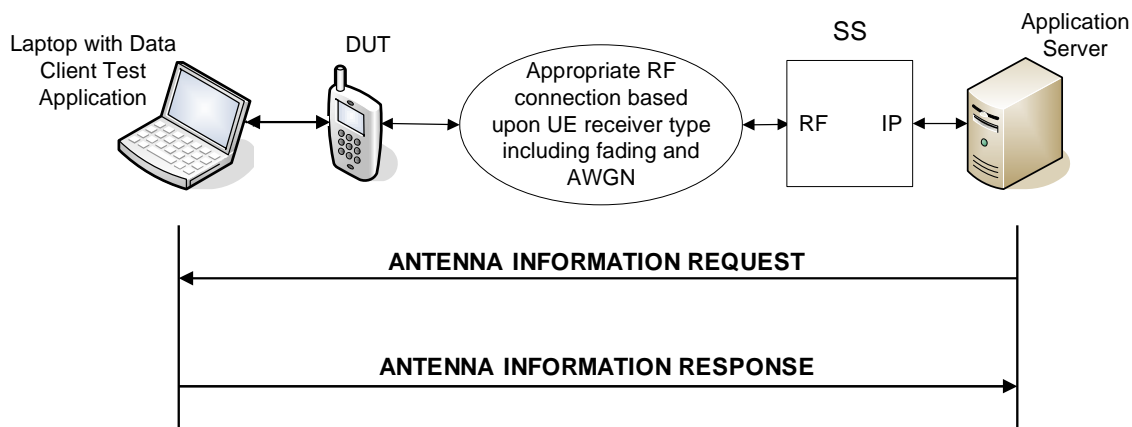 Laptop with Data
Client Test
Application
DUT
Appropriate RF
connection based
upon UE receiver type
including fading and
AWGN
SS
RF IP
Application
Server
ANTENNA INFORMATION REQUEST
ANTENNA INFORMATION RESPONSE